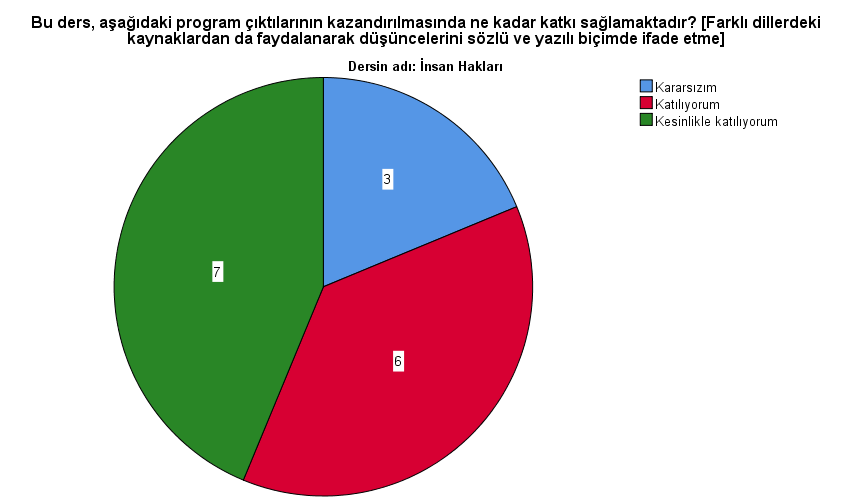 Bu ders, aşağıdaki program çıktılarının kazandırılmasında ne kadar katkı sağlamaktadır? [Farklı dillerdeki
kaynaklardan da faydalanarak düşüncelerini sözlü ve yazılı biçimde ifade etme]
Dersin adı: İnsan Hakları
Kararsızım
Katılıyorum
Kesinlikle katılıyorum
3
7
6